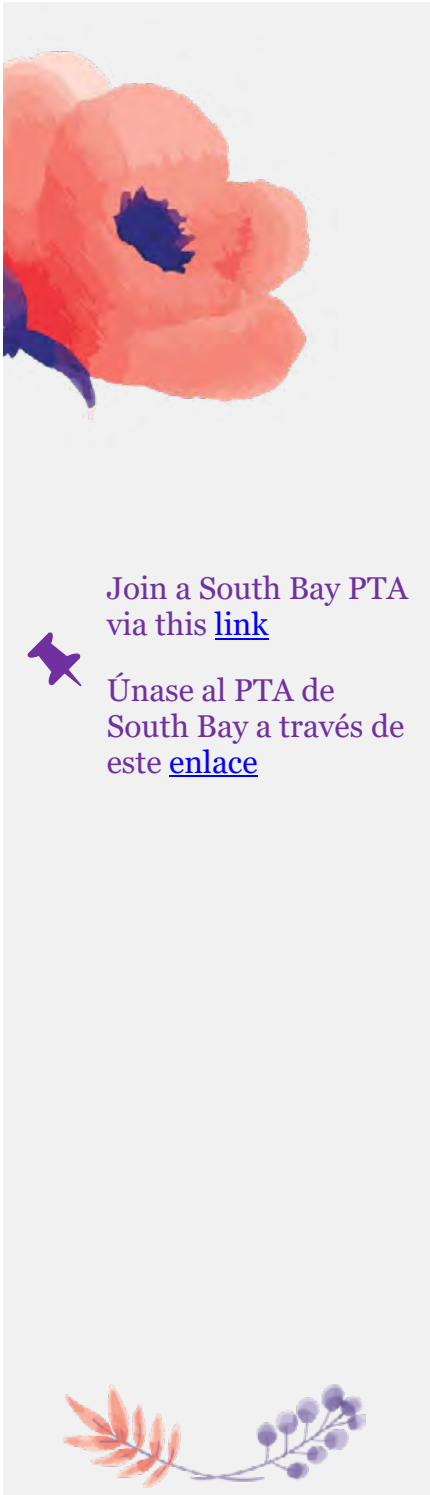 Join a South Bay PTA
via this link
Únase al PTA de
South Bay a través de
este enlace